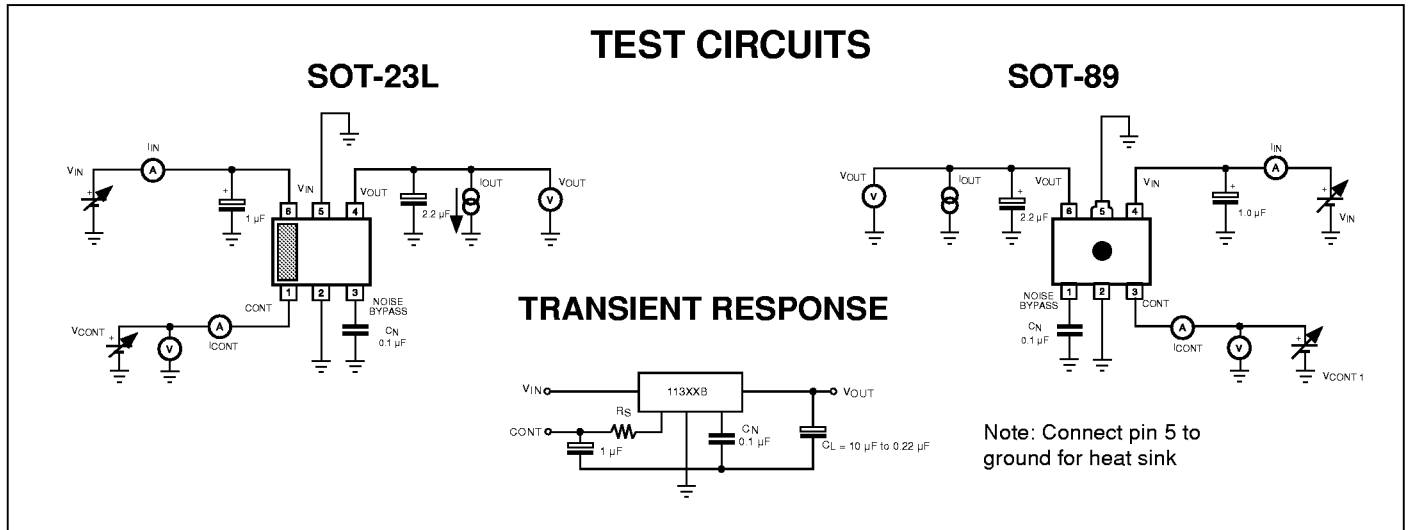 TEST CIRCUITS
SOT-23L
IIN
VIN
+
A
+
1 µF
VIN
VOUT
6
5
4
2.2 µF
IOUT
VOUT
V
1
2
3
CONT
NOISE
BYPASS
CN
0.1 µF
VCONT
+
V
A
ICONT
SOT-89
VOUT
V
IOUT
+
2.2 µF
VOUT
VIN
6
5
4
+
1.0 µF
IIN
A
+
VIN
1
2
3
NOISE
BYPASS
CN
0.1 µF
CONT
A
ICONT
V
+
VCONT 1
TRANSIENT RESPONSE
VIN
113XXB
VOUT
CONT
RS
1 µF
CN
0.1 µF
CL = 10 µF to 0.22 µF
Note: Connect pin 5 to
ground for heat sink